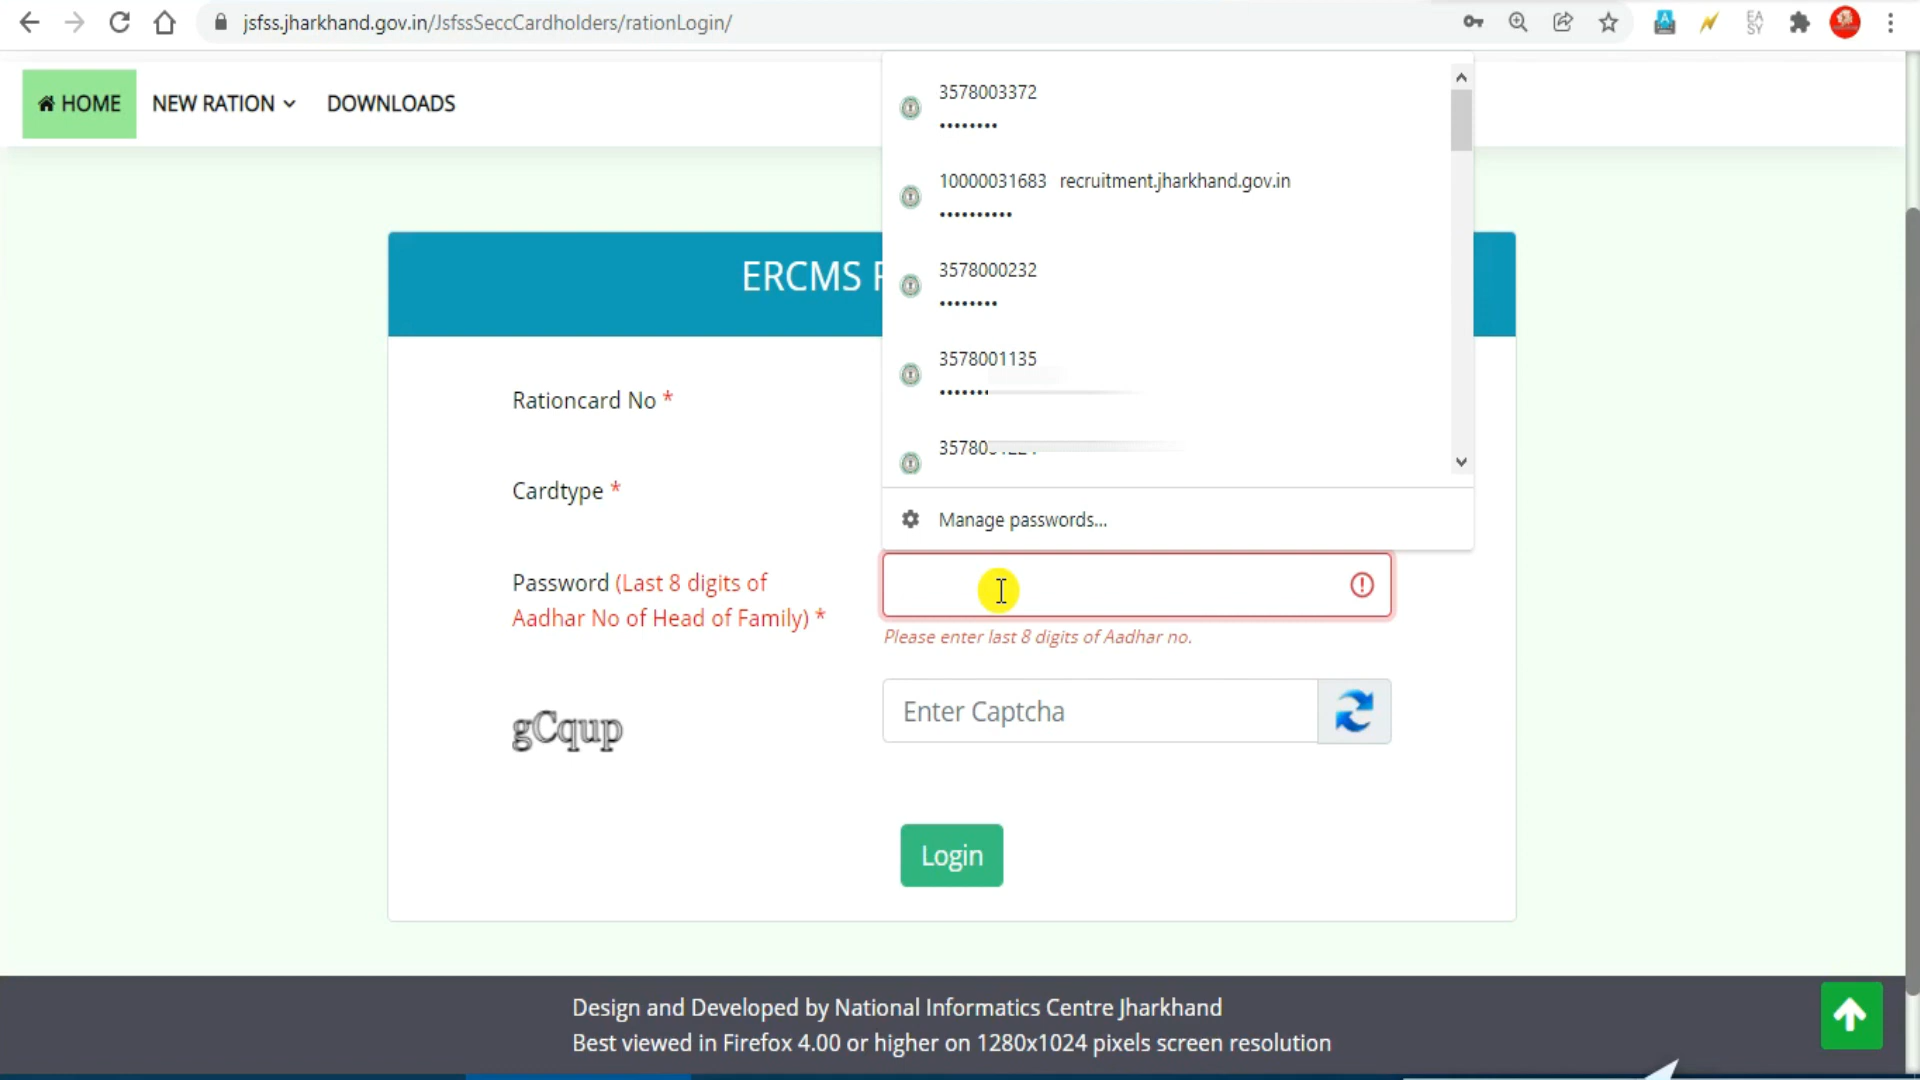 jsfss.jharkhand.gov.in/JsfssSeccCardholders/rationLogin/
HOME NEW RATION DOWNLOADS
3578003372
••••••••
10000031683 recruitment.jharkhand.gov.in
••••••••••
3578000232
••••••••
3578001135
•••••••
Manage passwords...
ERCMS
Rationcard No *
Cardtype *
Password (Last 8 digits of
Aadhar No of Head of Family) *
Please enter last 8 digits of Aadhar no.
gCqup
Enter Captcha
Login
Design and Developed by National Informatics Centre Jharkhand
Best viewed in Firefox 4.00 or higher on 1280x1024 pixels screen resolution
EA
SY